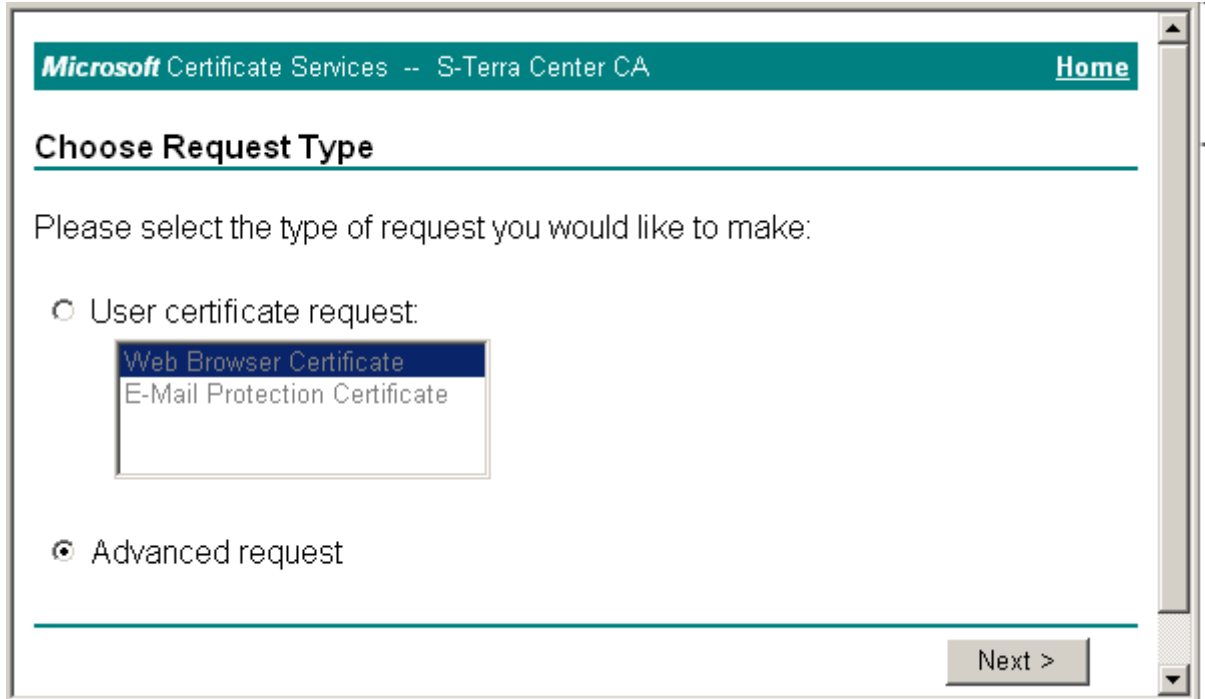 Microsoft Certificate Services -- S-Terra Center CA Home
Choose Request Type
Please select the type of request you would like to make:
User certificate request:
Web Browser Certificate
E-Mail Protection Certificate
Advanced request
Next >